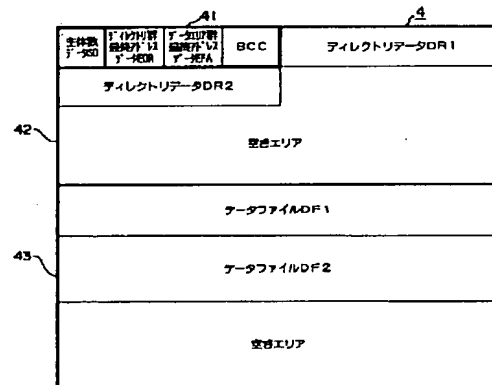 41
4
主体数
データSD
ディレクトリ群
最終アドレス
データEDA
データエリア群
最終アドレス
データEFA
BCC
ディレクトリデータDR1
ディレクトリデータDR2
42
空きエリア
データファイルDF1
43
データファイルDF2
空きエリア